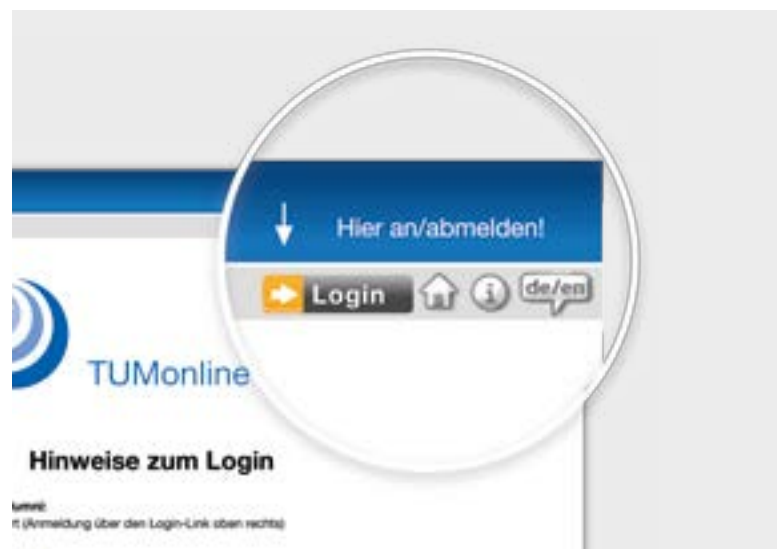 Hier an/abmelden!
Login
i
de/en
TUMonline
Hinweise zum Login
(Anmeldung über den Login-Link oben rechts)